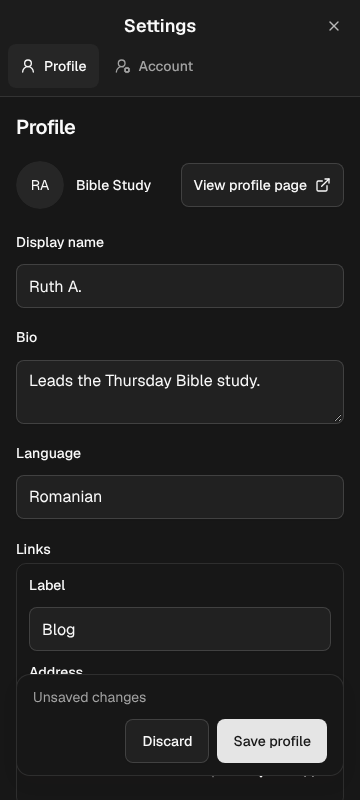 Settings
Profile
Account
Profile
RA
Bible Study
View profile page
Display name
Ruth A.
Bio
Leads the Thursday Bible study.
Language
Romanian
Links
Label
Blog
Address
Unsaved changes
Discard
Save profile